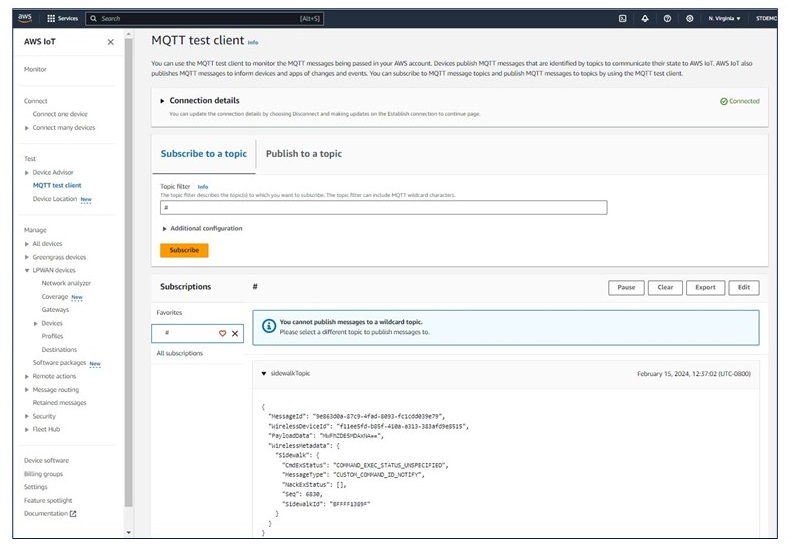 aws
Services
Search
[Alt+S]
N. Virginia
STDEMO
AWS IoT
Monitor
Connect
Connect one device
Connect many devices
Test
Device Advisor
MQTT test client
Device Location New
Manage
All devices
Greengrass devices
LPWAN devices
Network analyzer
Coverage New
Gateways
Devices
Profiles
Destinations
Software packages New
Remote actions
Message routing
Retained messages
Security
Fleet Hub
Device software
Billing groups
Settings
Feature spotlight
Documentation
MQTT test client Info
You can use the MQTT test client to monitor the MQTT messages being passed in your AWS account. Devices publish MQTT messages that are identified by topics to communicate their state to AWS IoT. AWS IoT also
publishes MQTT messages to inform devices and apps of changes and events. You can subscribe to MQTT message topics and publish MQTT messages to topics by using the MQTT test client.
Connection details
Connected
You can update the connection details by choosing Disconnect and making updates on the Establish connection to continue page.
Subscribe to a topic
Publish to a topic
Topic filter Info
The topic filter describes the topic(s) to which you want to subscribe. The topic filter can include MQTT wildcard characters.
#
Additional configuration
Subscribe
Subscriptions
#
Pause
Clear
Export
Edit
Favorites
#
All subscriptions
You cannot publish messages to a wildcard topic.
Please select a different topic to publish messages to.
sidewalkTopic
February 15, 2024, 12:37:02 (UTC-0800)
{
"MessageId": "9e863d0a-87c9-4fad-8093-fc1cdd039e79",
"WirelessDeviceId": "f11ee5fd-b85f-410a-a313-383afd9e8515",
"PayloadData": "MWFhZDE5MDAxNA==",
"WirelessMetadata": {
"Sidewalk": {
"CmdExStatus": "COMMAND_EXEC_STATUS_UNSPECIFIED",
"MessageType": "CUSTOM_COMMAND_ID_NOTIFY",
"NackExStatus": [],
"Seq": 6830,
"SidewalkId": "BFFFF1389F"
}
}
}